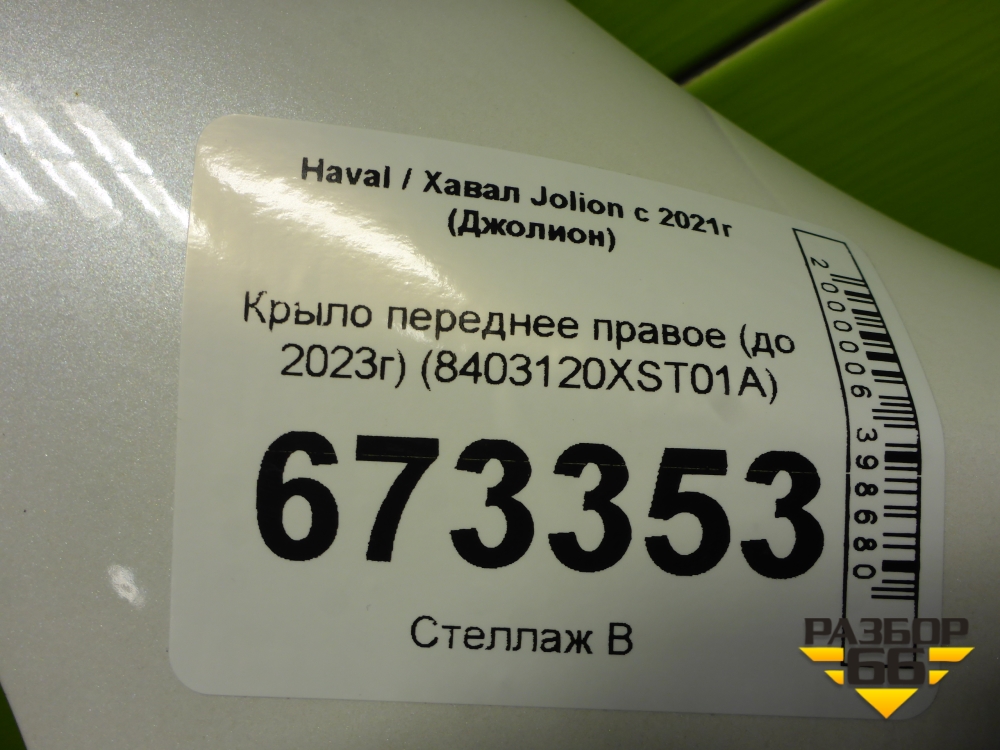 Haval / Хавал Jolion с 2021г
(Джолион)
Крыло переднее правое (до
2023г) (8403120XST01A)
673353
Стеллаж В
2000006398680
РАЗБОР
66